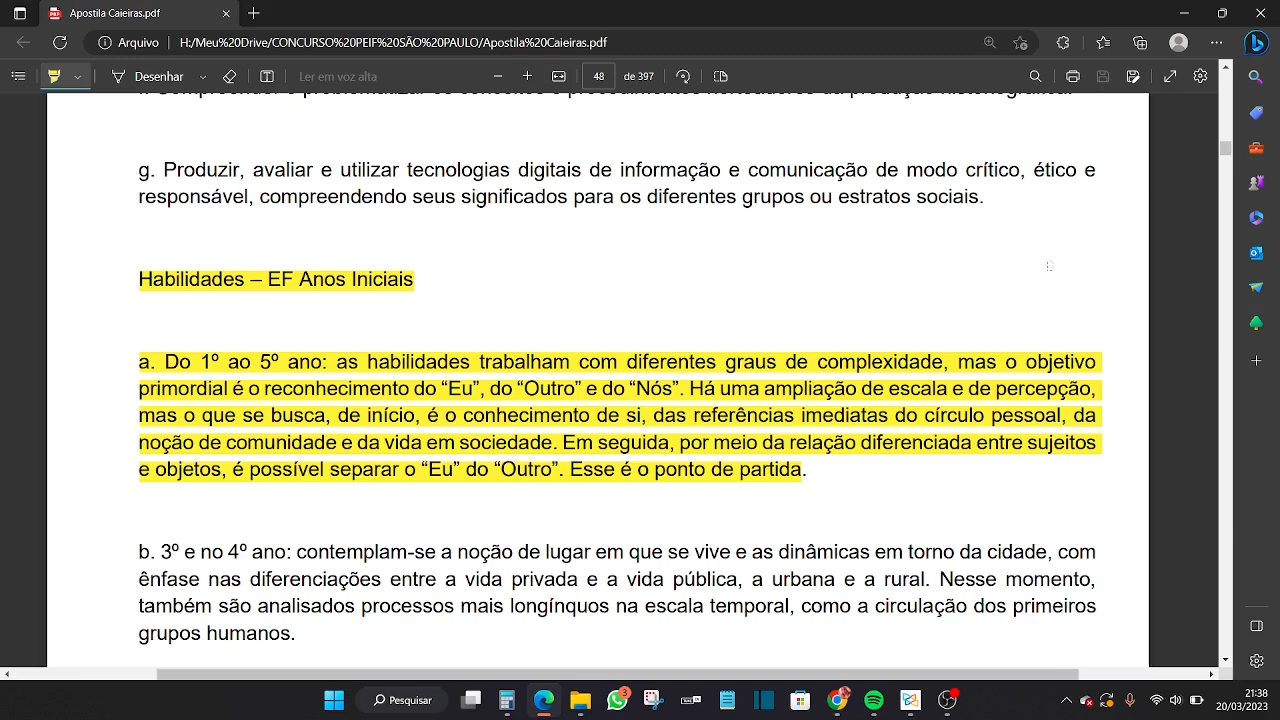 Apostila Caieiras.pdf
Arquivo
H:/Meu%20Drive/CONCURSO%20PEIF%20SÃO%20PAULO/Apostila%20Caieiras.pdf
Desenhar
Ler em voz alta
48
de 397
g. Produzir, avaliar e utilizar tecnologias digitais de informação e comunicação de modo crítico, ético e
responsável, compreendendo seus significados para os diferentes grupos ou estratos sociais.
Habilidades – EF Anos Iniciais
a. Do 1º ao 5º ano: as habilidades trabalham com diferentes graus de complexidade, mas o objetivo
primordial é o reconhecimento do “Eu”, do “Outro” e do “Nós”. Há uma ampliação de escala e de percepção,
mas o que se busca, de início, é o conhecimento de si, das referências imediatas do círculo pessoal, da
noção de comunidade e da vida em sociedade. Em seguida, por meio da relação diferenciada entre sujeitos
e objetos, é possível separar o “Eu” do “Outro”. Esse é o ponto de partida.
b. 3º e no 4º ano: contemplam-se a noção de lugar em que se vive e as dinâmicas em torno da cidade, com
ênfase nas diferenciações entre a vida privada e a vida pública, a urbana e a rural. Nesse momento,
também são analisados processos mais longínquos na escala temporal, como a circulação dos primeiros
grupos humanos.
Pesquisar
3
21:38
20/03/2023